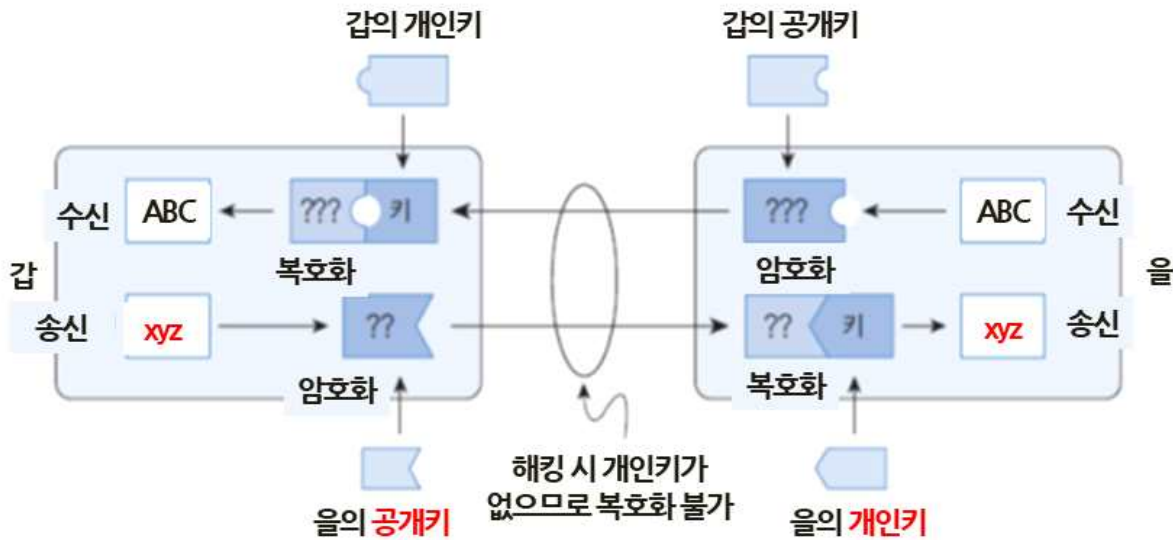 갑의 개인키
갑의 공개키
수신
ABC
???
키
???
ABC
수신
복호화
암호화
갑
을
송신
xyz
??
??
키
xyz
송신
암호화
복호화
해킹 시 개인키가
없으므로 복호화 불가
을의 공개키
을의 개인키